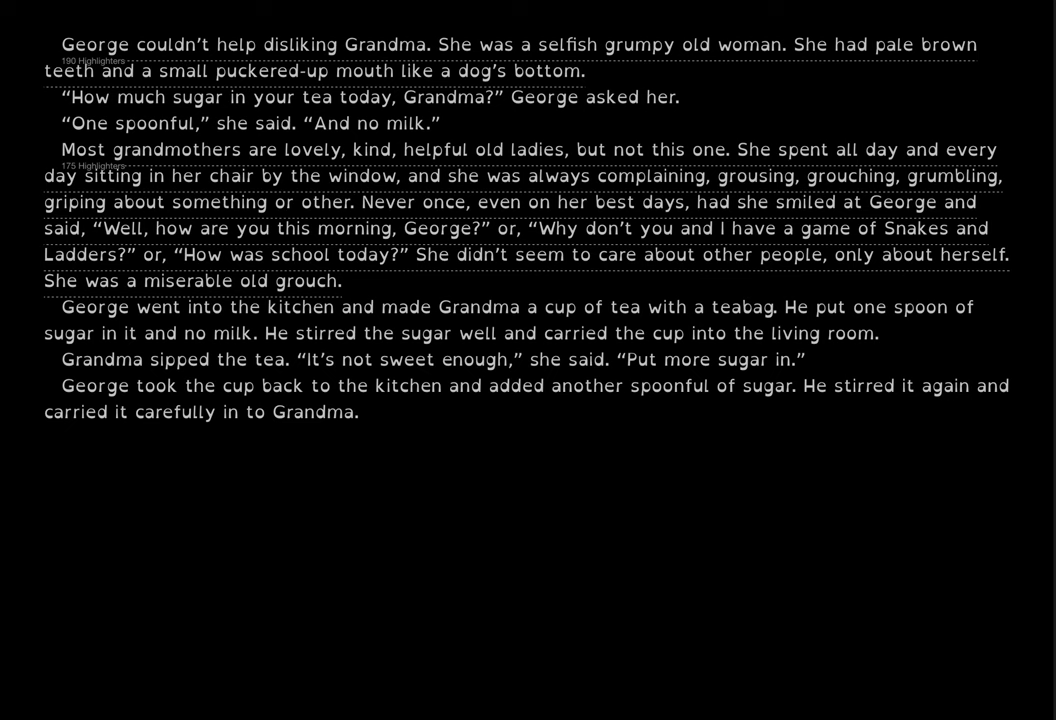 George couldn’t help disliking Grandma. She was a selfish grumpy old woman. She had pale brown
190 Highlighters
teeth and a small puckered-up mouth like a dog’s bottom.
“How much sugar in your tea today, Grandma?” George asked her.
“One spoonful,” she said. “And no milk.”
Most grandmothers are lovely, kind, helpful old ladies, but not this one. She spent all day and every
175 Highlighters
day sitting in her chair by the window, and she was always complaining, grousing, grouching, grumbling,
griping about something or other. Never once, even on her best days, had she smiled at George and
said, “Well, how are you this morning, George?” or, “Why don’t you and I have a game of Snakes and
Ladders?” or, “How was school today?” She didn’t seem to care about other people, only about herself.
She was a miserable old grouch.
George went into the kitchen and made Grandma a cup of tea with a teabag. He put one spoon of
sugar in it and no milk. He stirred the sugar well and carried the cup into the living room.
Grandma sipped the tea. “It’s not sweet enough,” she said. “Put more sugar in.”
George took the cup back to the kitchen and added another spoonful of sugar. He stirred it again and
carried it carefully in to Grandma.